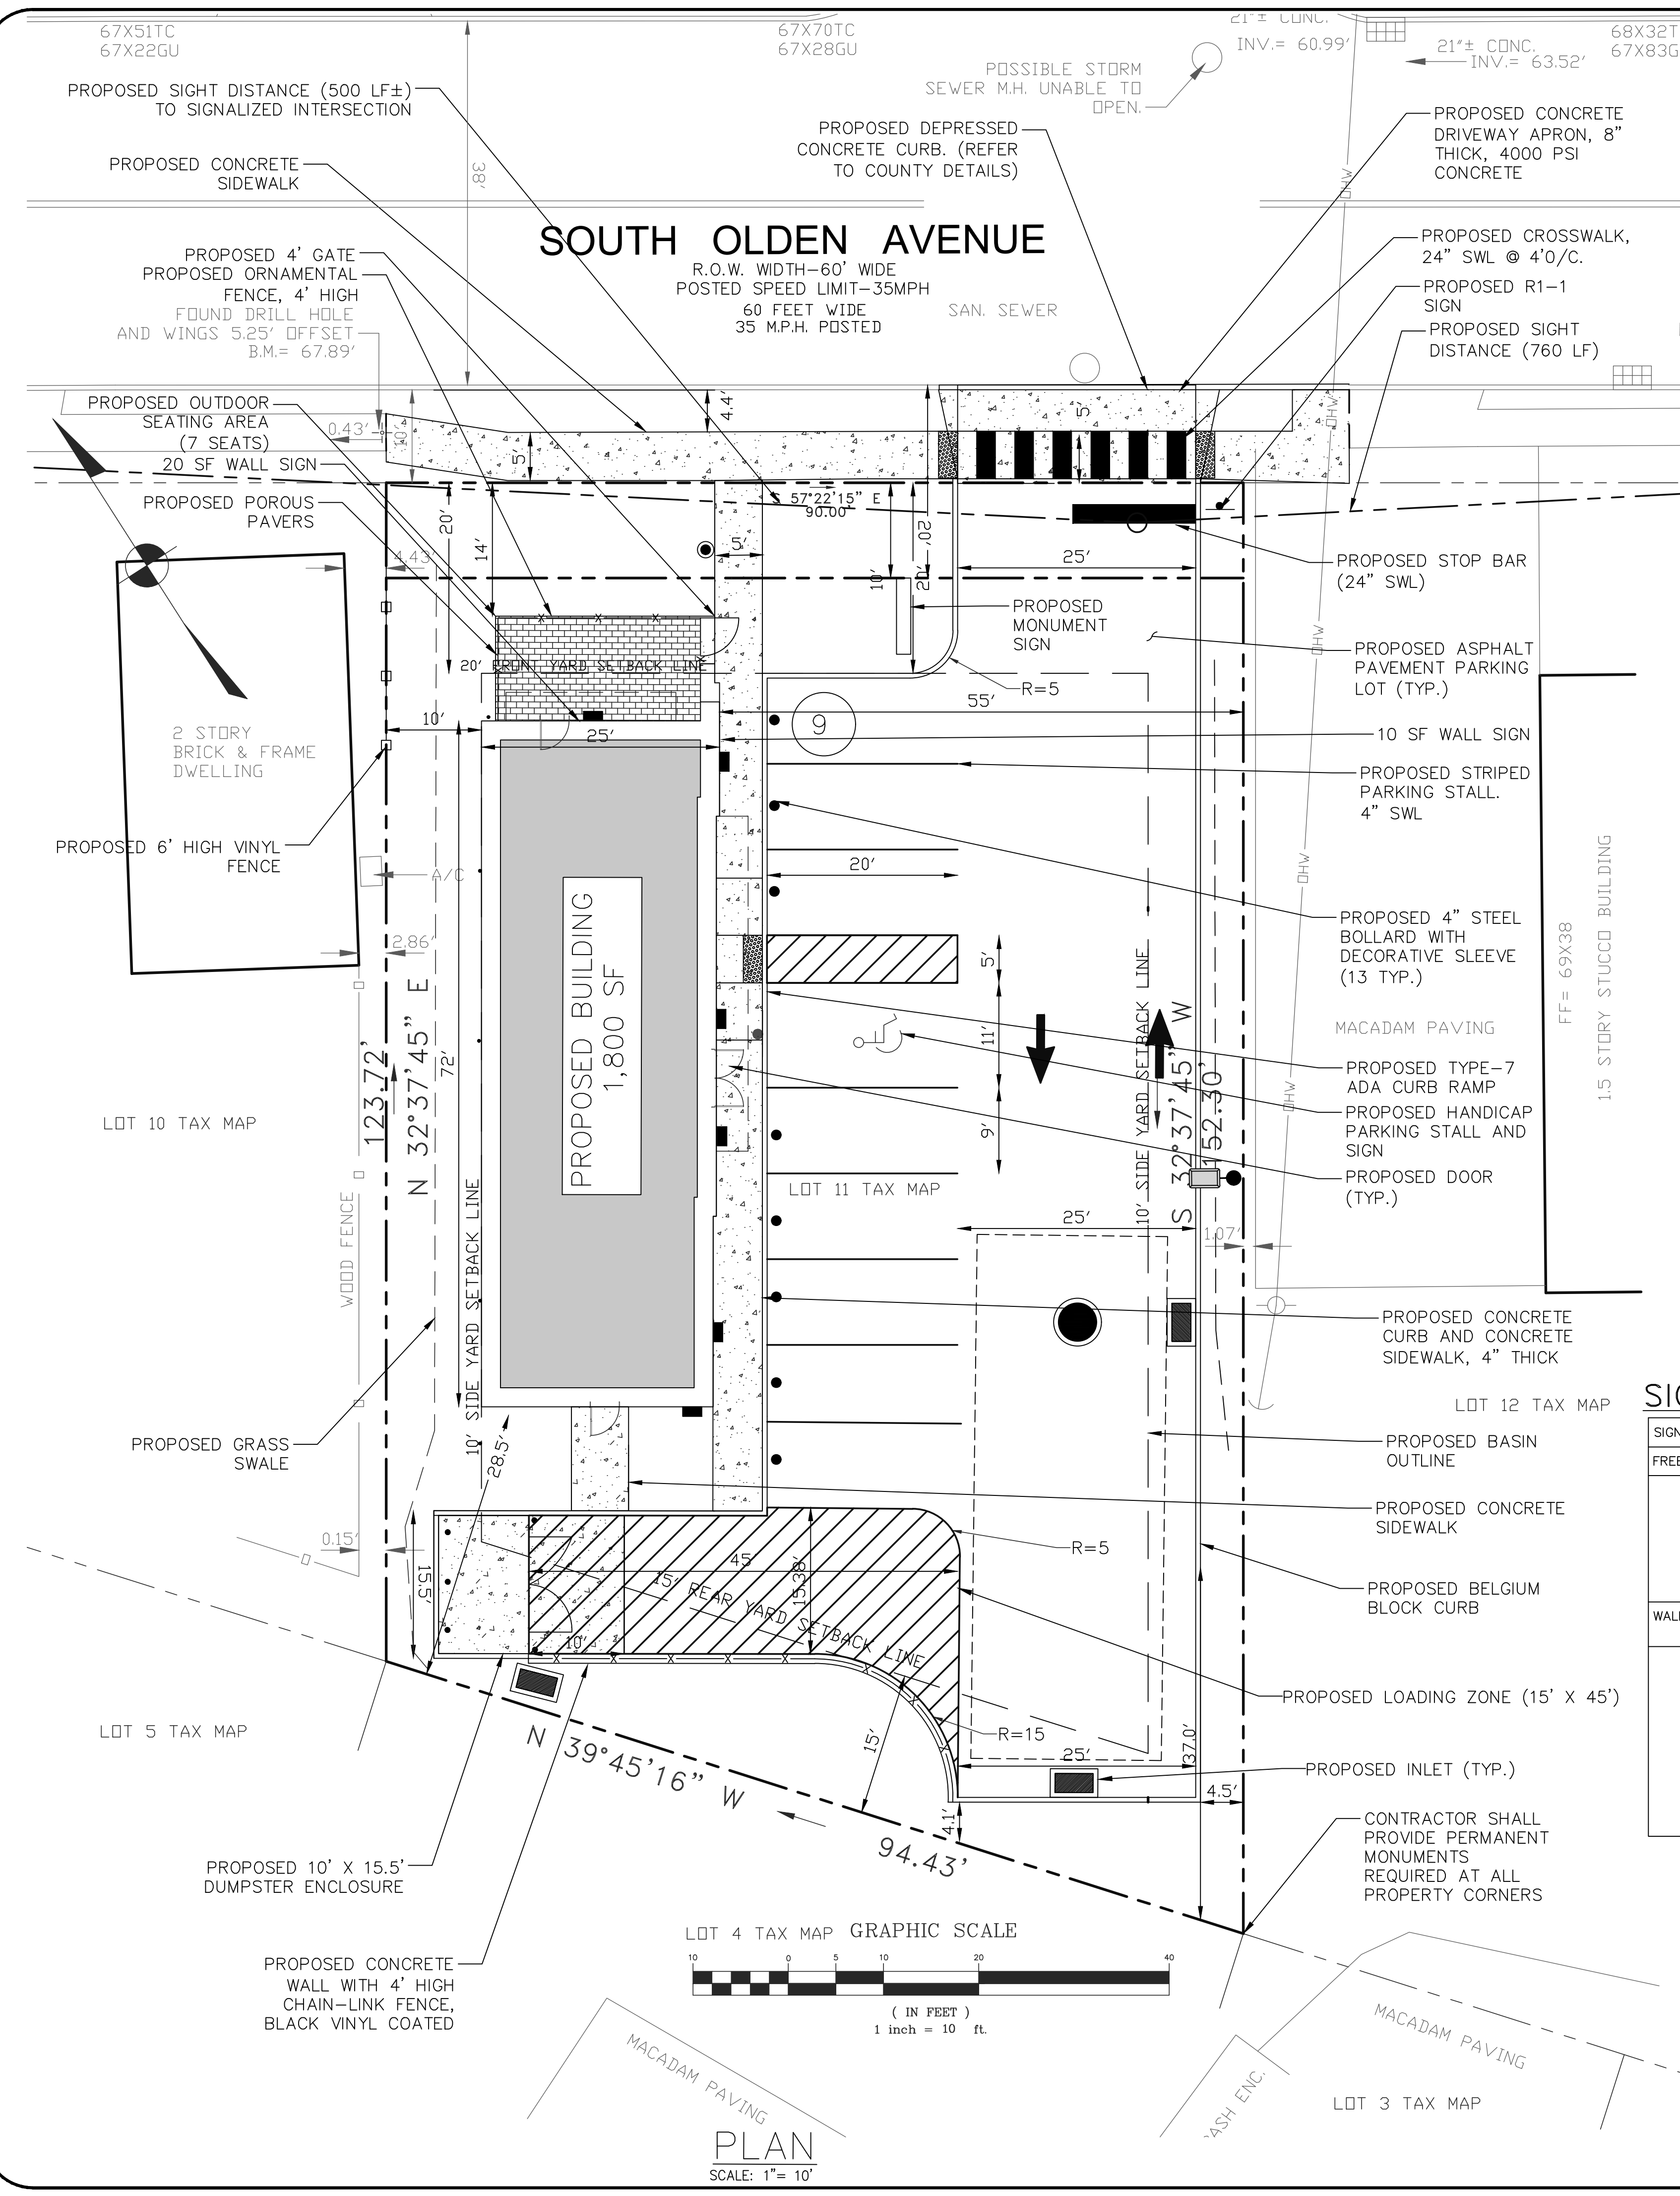 67X51TC
67X22GU
67X70TC
67X28GU
21"± CONC.
INV.= 60.99'
21"± CONC.
INV.= 63.52'
68X32T
67X83G
POSSIBLE STORM
SEWER M.H. UNABLE TO
OPEN.
PROPOSED SIGHT DISTANCE (500 LF±)
TO SIGNALIZED INTERSECTION
PROPOSED CONCRETE
SIDEWALK
38'
PROPOSED DEPRESSED
CONCRETE CURB. (REFER
TO COUNTY DETAILS)
PROPOSED CONCRETE
DRIVEWAY APRON, 8"
THICK, 4000 PSI
CONCRETE
OHW
SOUTH OLDEN AVENUE
R.O.W. WIDTH-60' WIDE
POSTED SPEED LIMIT-35MPH
60 FEET WIDE
35 M.P.H. POSTED
SAN. SEWER
PROPOSED 4' GATE
PROPOSED ORNAMENTAL
FENCE, 4' HIGH
FOUND DRILL HOLE
AND WINGS 5.25' OFFSET
B.M.= 67.89'
PROPOSED CROSSWALK,
24" SWL @ 4'O/C.
PROPOSED R1-1
SIGN
PROPOSED SIGHT
DISTANCE (760 LF)
PROPOSED OUTDOOR
SEATING AREA
(7 SEATS)
0.43'
10'
4.4'
5'
5'
OHW
20 SF WALL SIGN
PROPOSED POROUS
PAVERS
S 57°22'15" E
90.00'
20'
14'
5'
10'
20'
20'
25'
4.43'
PROPOSED STOP BAR
(24" SWL)
PROPOSED
MONUMENT
SIGN
OHW
PROPOSED ASPHALT
PAVEMENT PARKING
LOT (TYP.)
20' FRONT YARD SETBACK LINE
R=5
55'
10'
25'
9
10 SF WALL SIGN
2 STORY
BRICK & FRAME
DWELLING
PROPOSED STRIPED
PARKING STALL.
4" SWL
PROPOSED 6' HIGH VINYL
FENCE
A/C
20'
OHW
PROPOSED 4" STEEL
BOLLARD WITH
DECORATIVE SLEEVE
(13 TYP.)
2.86'
PROPOSED BUILDING
1,800 SF
5'
11'
9'
10' SIDE YARD SETBACK LINE
S 32°37'45" W
152.30'
FF= 69X38
1.5 STORY STUCCO BUILDING
MACADAM PAVING
123.72'
N 32°37'45" E
72'
PROPOSED TYPE-7
ADA CURB RAMP
OHW
PROPOSED HANDICAP
PARKING STALL AND
SIGN
LOT 10 TAX MAP
PROPOSED DOOR
(TYP.)
LOT 11 TAX MAP
WOOD FENCE
10' SIDE YARD SETBACK LINE
25'
1.07'
PROPOSED CONCRETE
CURB AND CONCRETE
SIDEWALK, 4" THICK
LOT 12 TAX MAP
SIGN
FREE
WALL
PROPOSED GRASS
SWALE
28.5'
PROPOSED BASIN
OUTLINE
PROPOSED CONCRETE
SIDEWALK
0.15'
15.5'
R=5
45
15.38'
15' REAR YARD SETBACK LINE
10'
PROPOSED BELGIUM
BLOCK CURB
PROPOSED LOADING ZONE (15' X 45')
LOT 5 TAX MAP
N 39°45'16" W
94.43'
15'
R=15
25'
37.0'
4.5'
4.1'
PROPOSED INLET (TYP.)
CONTRACTOR SHALL
PROVIDE PERMANENT
MONUMENTS
REQUIRED AT ALL
PROPERTY CORNERS
PROPOSED 10' X 15.5'
DUMPSTER ENCLOSURE
PROPOSED CONCRETE
WALL WITH 4' HIGH
CHAIN-LINK FENCE,
BLACK VINYL COATED
LOT 4 TAX MAP
GRAPHIC SCALE
10 0 5 10 20 40
( IN FEET )
1 inch = 10 ft.
MACADAM PAVING
MACADAM PAVING
ASH ENC.
LOT 3 TAX MAP
PLAN
SCALE: 1"= 10'